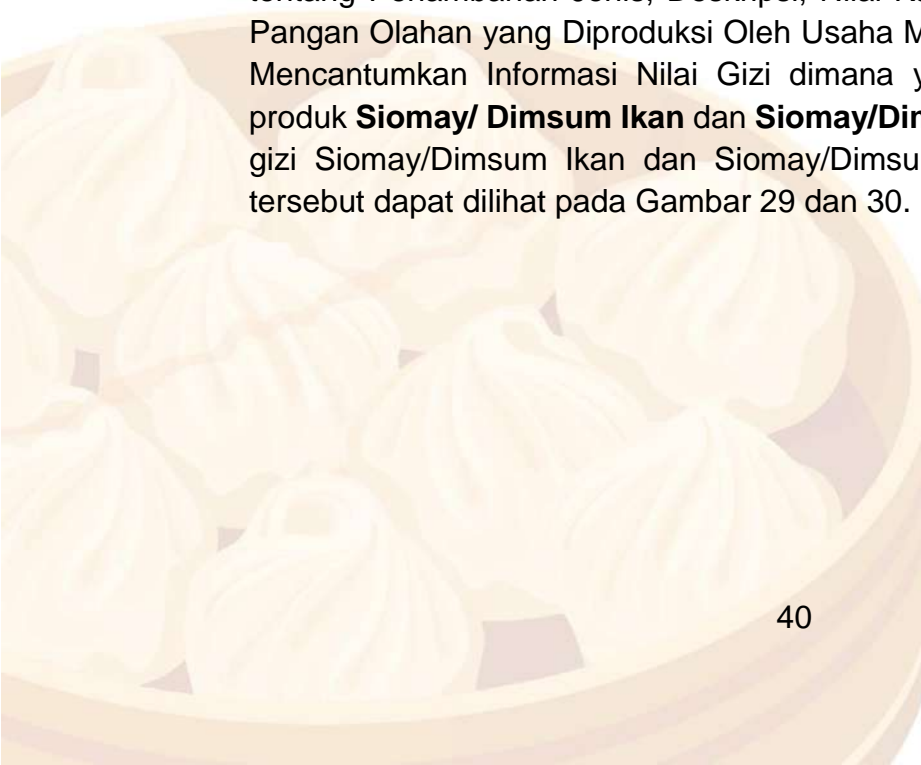 Pangan Olahan yang Diproduksi Oleh Usaha M
Mencantumkan Informasi Nilai Gizi dimana y
produk Siomay/ Dimsum Ikan dan Siomay/Din
gizi Siomay/Dimsum Ikan dan Siomay/Dimsu
tersebut dapat dilihat pada Gambar 29 dan 30.
40